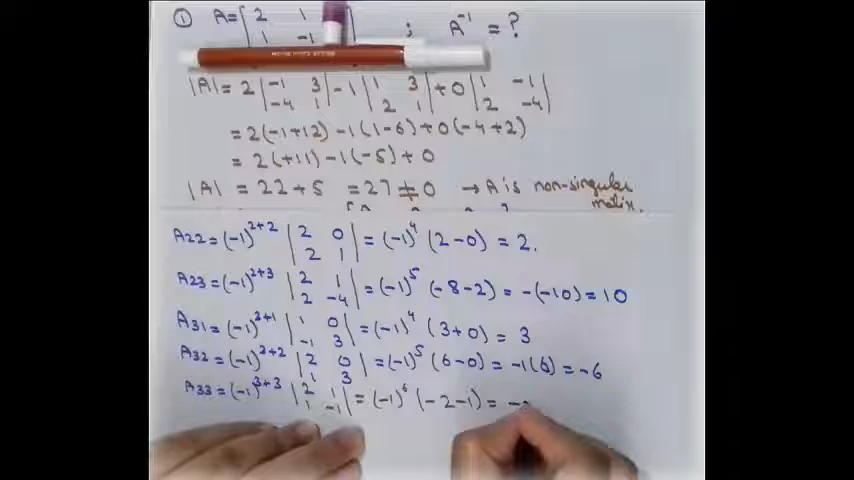 ① A = [ 2 1
1 -1 ; A⁻¹ = ?
|A| = 2 | -1 3 | -1 | 1 3 | +0 | 1 -1 |
-4 1 2 1 2 -4
= 2(-1+12) -1(1-6) +0(-4+2)
= 2(+11) -1(-5) + 0
|A| = 22+5 = 27 ≠ 0 → A is non-singular
matrix.
A22 = (-1)²⁺² | 2 0 | = (-1)⁴ (2-0) = 2.
2 1
A23 = (-1)²⁺³ | 2 1 | = (-1)⁵ (-8-2) = -(-10) = 10
2 -4
A31 = (-1)³⁺¹ | 1 0 | = (-1)⁴ (3+0) = 3
-1 3
A32 = (-1)³⁺² | 2 0 | = (-1)⁵ (6-0) = -1(6) = -6
1 3
A33 = (-1)³⁺³ | 2 1 | = (-1)⁶ (-2-1) = -
1 -1